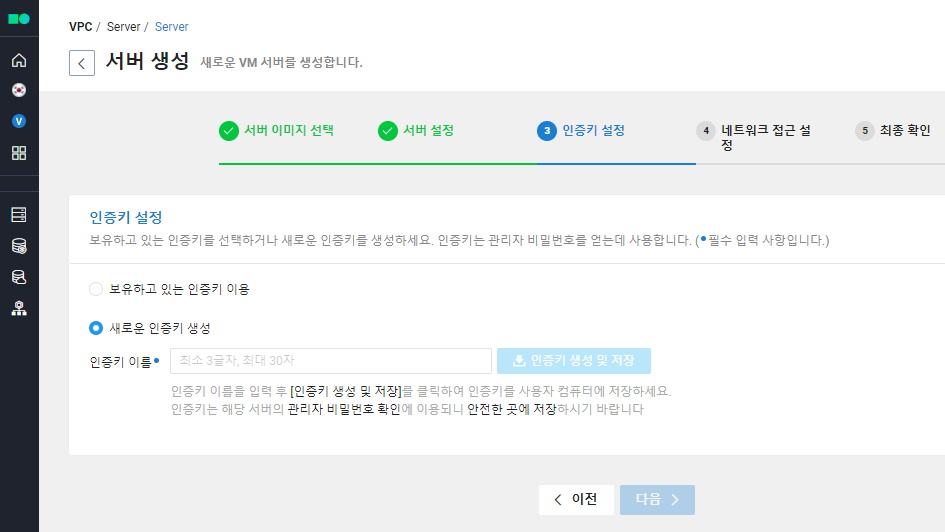 VPC / Server / Server
서버 생성 새로운 VM 서버를 생성합니다.
V
서버 이미지 선택
서버 설정
3 인증키 설정
4 네트워크 접근 설
정
5 최종 확인
인증키 설정
보유하고 있는 인증키를 선택하거나 새로운 인증키를 생성하세요. 인증키는 관리자 비밀번호를 얻는데 사용합니다. (•필수 입력 사항입니다.)
보유하고 있는 인증키 이용
새로운 인증키 생성
인증키 이름• 최소 3글자, 최대 30자 인증키 생성 및 저장
인증키 이름을 입력 후 [인증키 생성 및 저장]를 클릭하여 인증키를 사용자 컴퓨터에 저장하세요.
인증키는 해당 서버의 관리자 비밀번호 확인에 이용되니 안전한 곳에 저장하시기 바랍니다
이전 다음